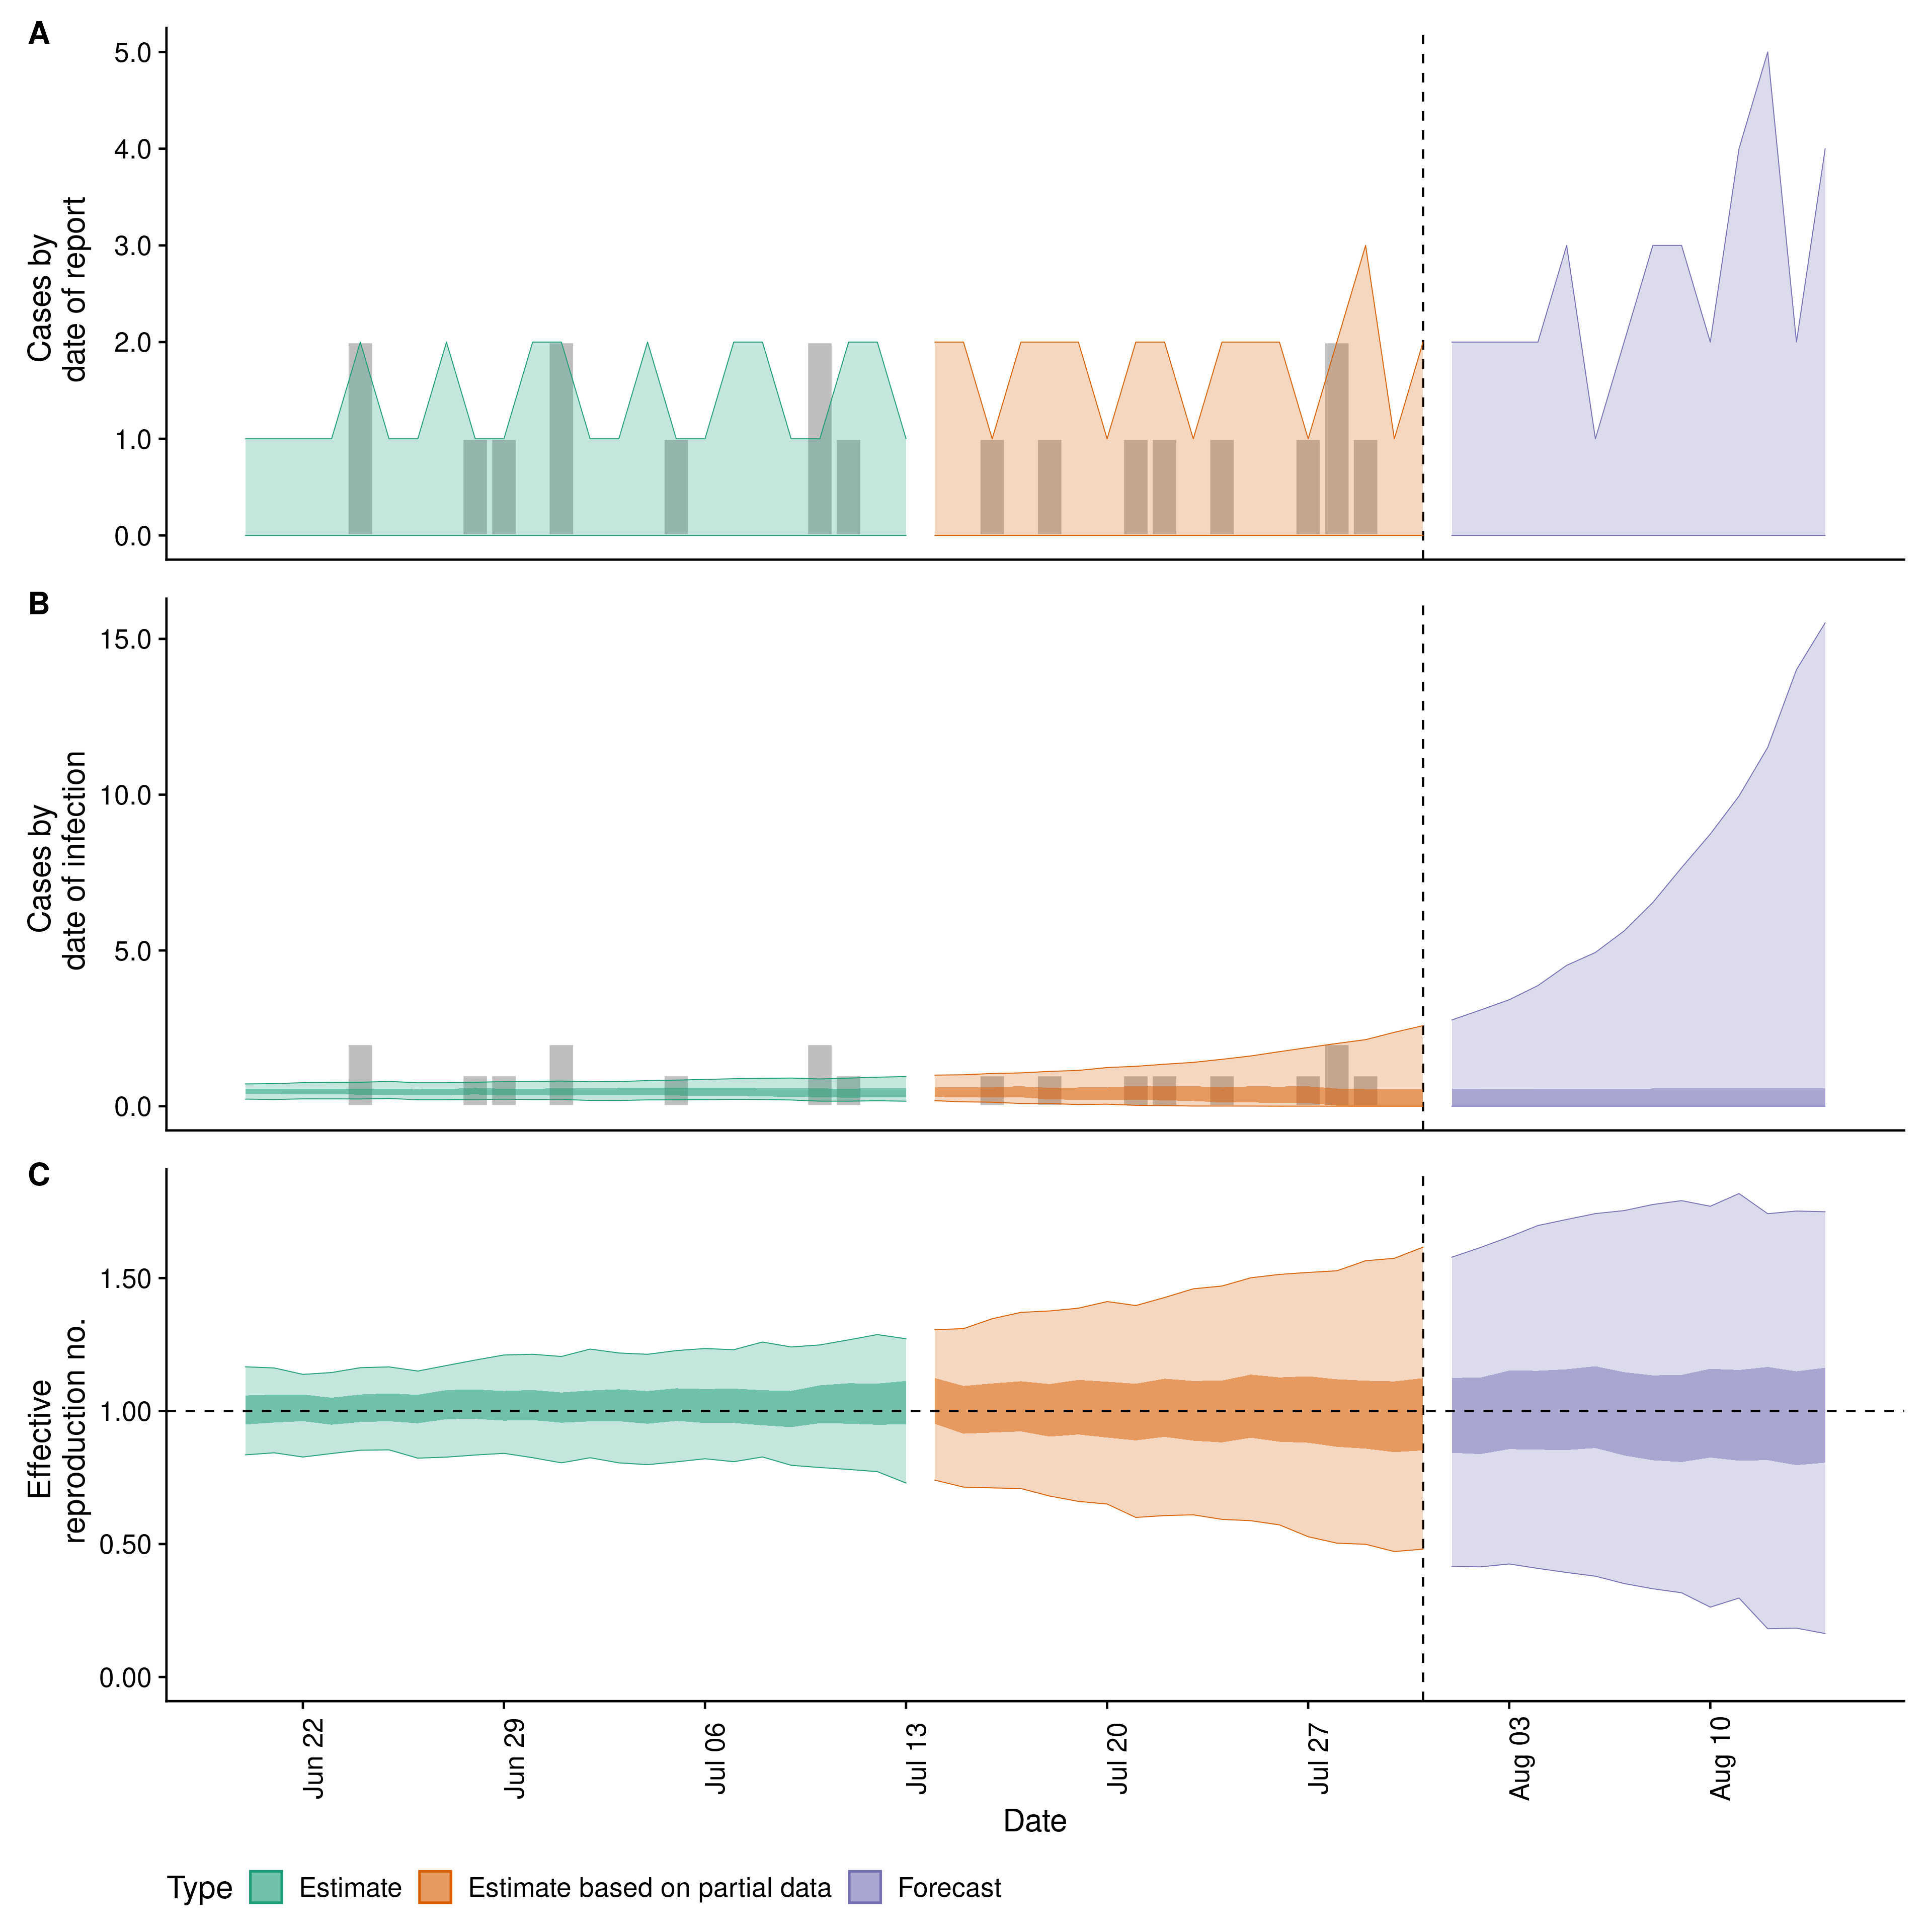 A
5.0
4.0
3.0
2.0
1.0
0.0
Cases by
date of report
B
15.0
10.0
5.0
0.0
Cases by
date of infection
C
1.50
1.00
0.50
0.00
Effective
reproduction no.
Jun 22
Jun 29
Jul 06
Jul 13
Jul 20
Jul 27
Aug 03
Aug 10
Date
Type Estimate Estimate based on partial data Forecast